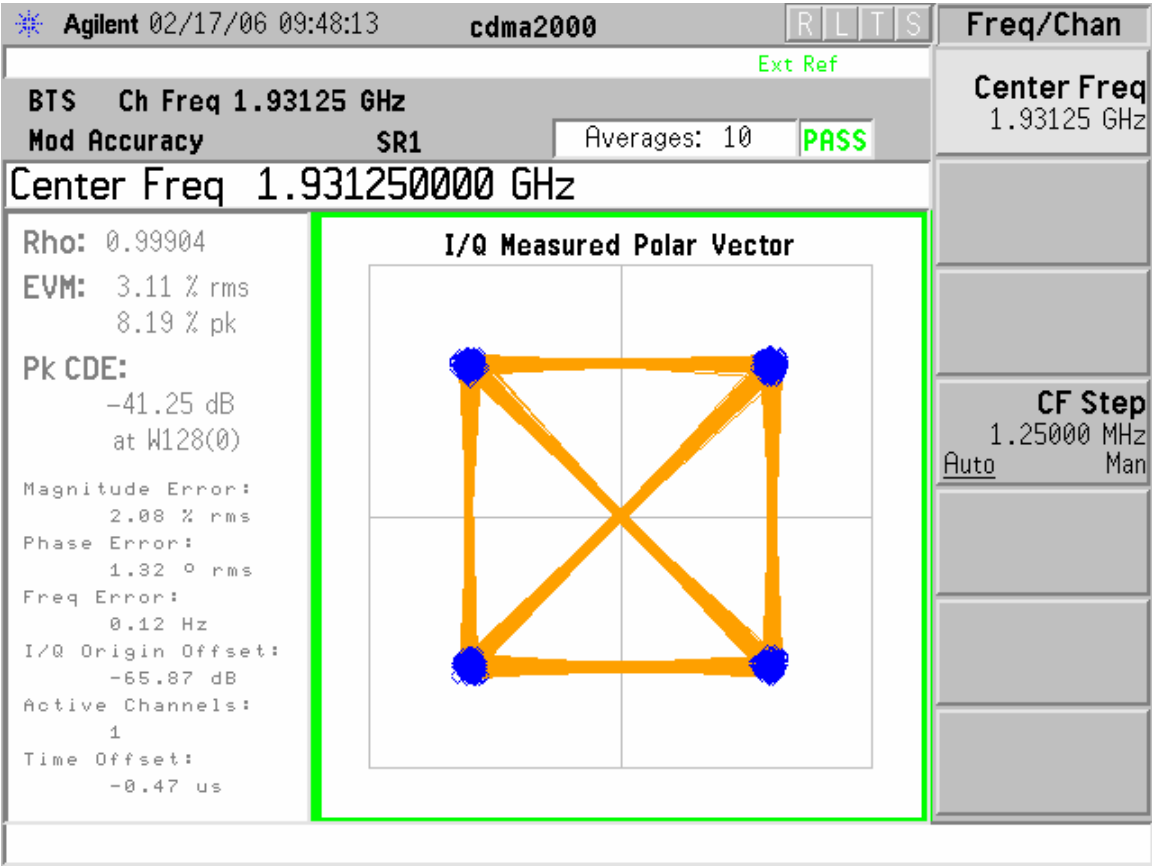 Agilent 02/17/06 09:48:13 cdma2000 R L T S Freq/Chan
Ext Ref
BTS Ch Freq 1.93125 GHz
Mod Accuracy SR1 Averages: 10 PASS
Center Freq 1.931250000 GHz
Rho: 0.99904
EVM: 3.11 % rms
8.19 % pk
Pk CDE:
-41.25 dB
at W128(0)
Magnitude Error:
2.08 % rms
Phase Error:
1.32 º rms
Freq Error:
0.12 Hz
I/Q Origin Offset:
-65.87 dB
Active Channels:
1
Time Offset:
-0.47 us
I/Q Measured Polar Vector
Center Freq
1.93125 GHz
CF Step
1.25000 MHz
Auto Man